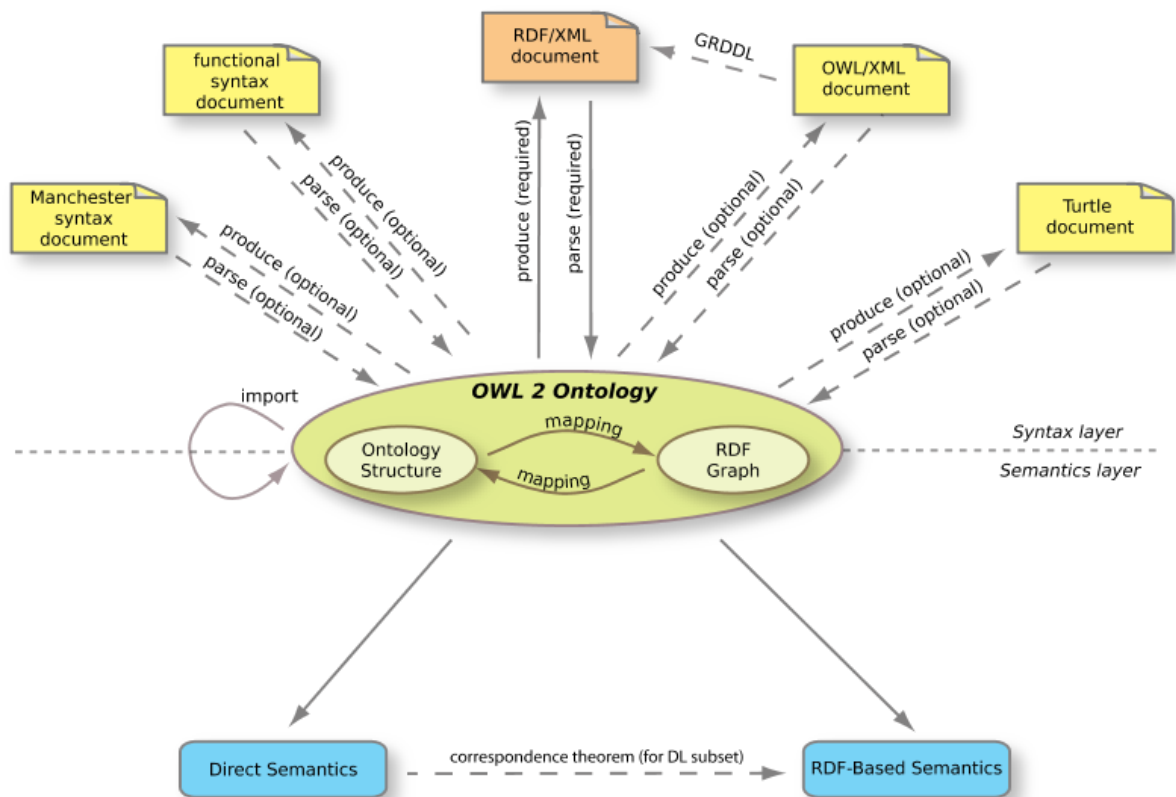 RDF/XML
document
GRDDL
functional
syntax
document
OWL/XML
document
Manchester
syntax
document
Turtle
document
produce (optional)
parse (optional)
produce (optional)
parse (optional)
produce (required)
parse (required)
produce (optional)
parse (optional)
produce (optional)
parse (optional)
import
OWL 2 Ontology
mapping
Ontology
Structure
RDF
Graph
mapping
Syntax layer
Semantics layer
Direct Semantics
correspondence theorem (for DL subset)
RDF-Based Semantics